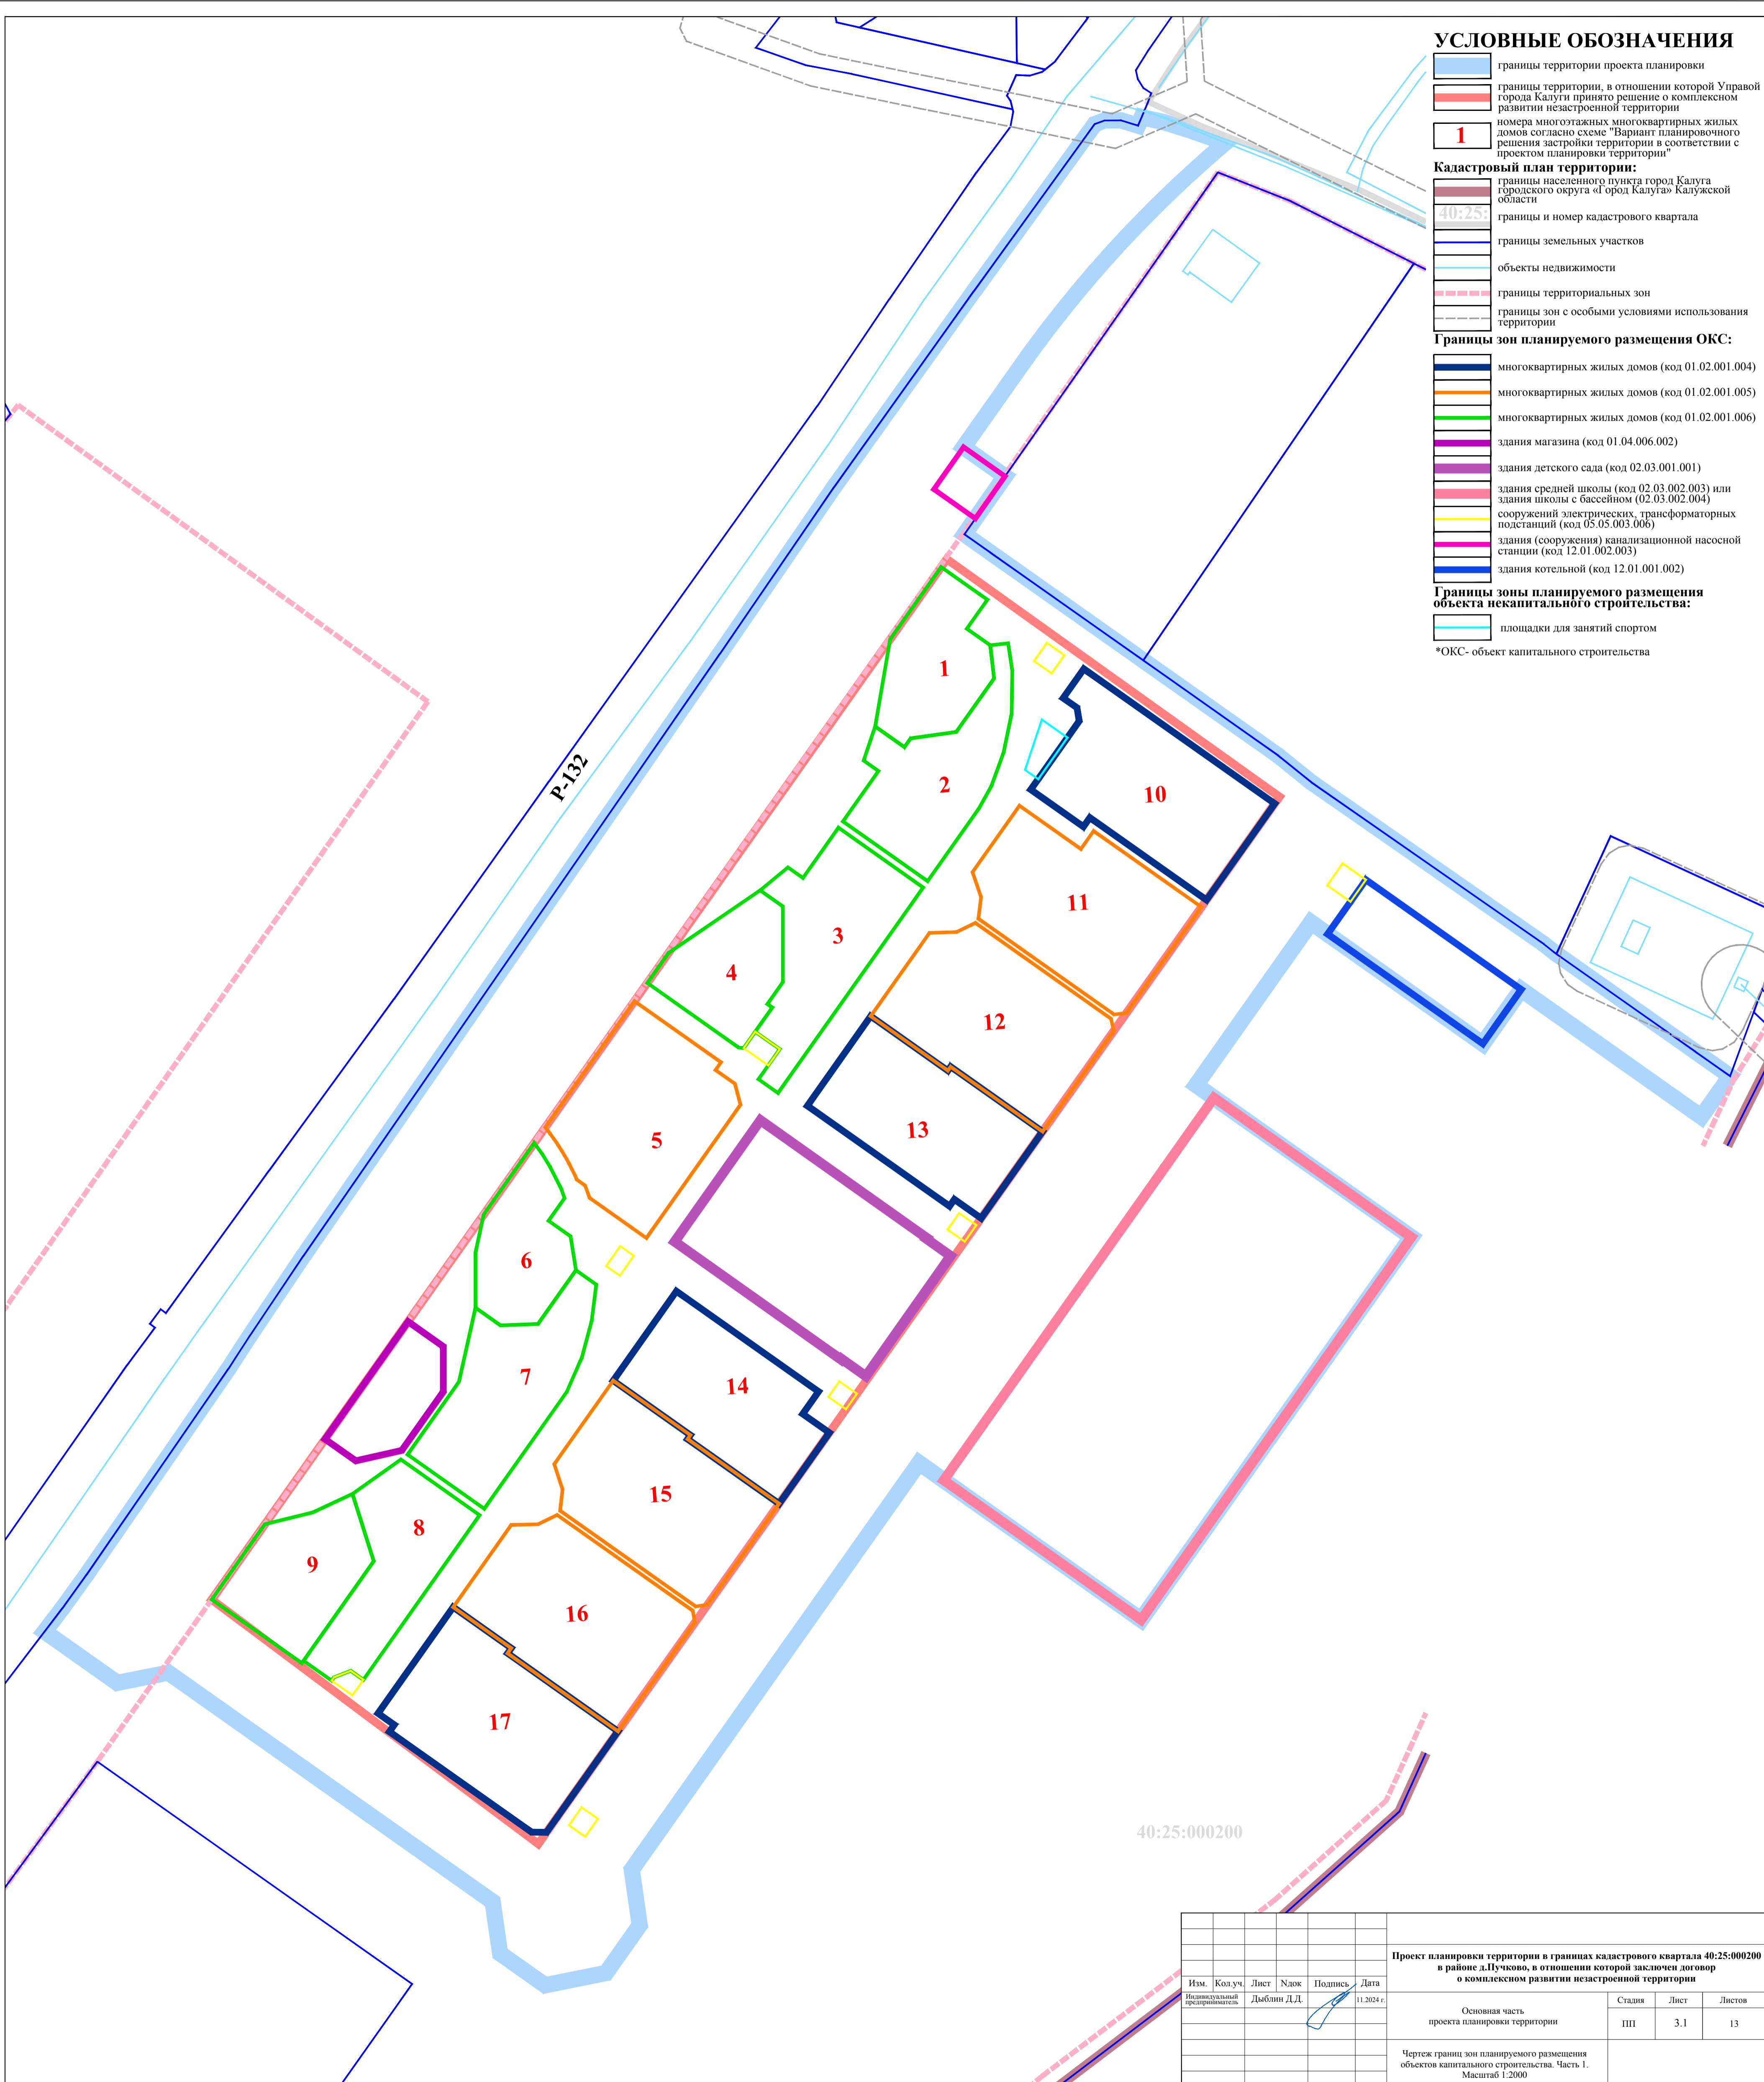 УСЛОВНЫЕ ОБОЗНАЧЕНИЯ
границы территории проекта планировки
границы территории, в отношении которой Управой
города Калуги принято решение о комплексном
развитии незастроенной территории
1
номера многоэтажных многоквартирных жилых
домов согласно схеме "Вариант планировочного
решения застройки территории в соответствии с
проектом планировки территории"
Кадастровый план территории:
границы населенного пункта город Калуга
городского округа «Город Калуга» Калужской
области
40:25:
границы и номер кадастрового квартала
границы земельных участков
объекты недвижимости
границы территориальных зон
границы зон с особыми условиями использования
территории
Границы зон планируемого размещения ОКС:
многоквартирных жилых домов (код 01.02.001.004)
многоквартирных жилых домов (код 01.02.001.005)
многоквартирных жилых домов (код 01.02.001.006)
здания магазина (код 01.04.006.002)
здания детского сада (код 02.03.001.001)
здания средней школы (код 02.03.002.003) или
здания школы с бассейном (02.03.002.004)
сооружений электрических, трансформаторных
подстанций (код 05.05.003.006)
здания (сооружения) канализационной насосной
станции (код 12.01.002.003)
здания котельной (код 12.01.001.002)
Границы зоны планируемого размещения
объекта некапитального строительства:
площадки для занятий спортом
*ОКС- объект капитального строительства
Р-132
1
2
3
4
5
6
7
8
9
10
11
12
13
14
15
16
17
40:25:000200
Проект планировки территории в границах кадастрового квартала 40:25:000200
в районе д.Пучково, в отношении которой заключен договор
о комплексном развитии незастроенной территории
Изм. Кол.уч. Лист Nдок Подпись Дата
Индивидуальный
предприниматель
Дыблин Д.Д. 11.2024 г.
Основная часть
проекта планировки территории
Стадия Лист Листов
ПП 3.1 13
Чертеж границ зон планируемого размещения
объектов капитального строительства. Часть 1.
Масштаб 1:2000